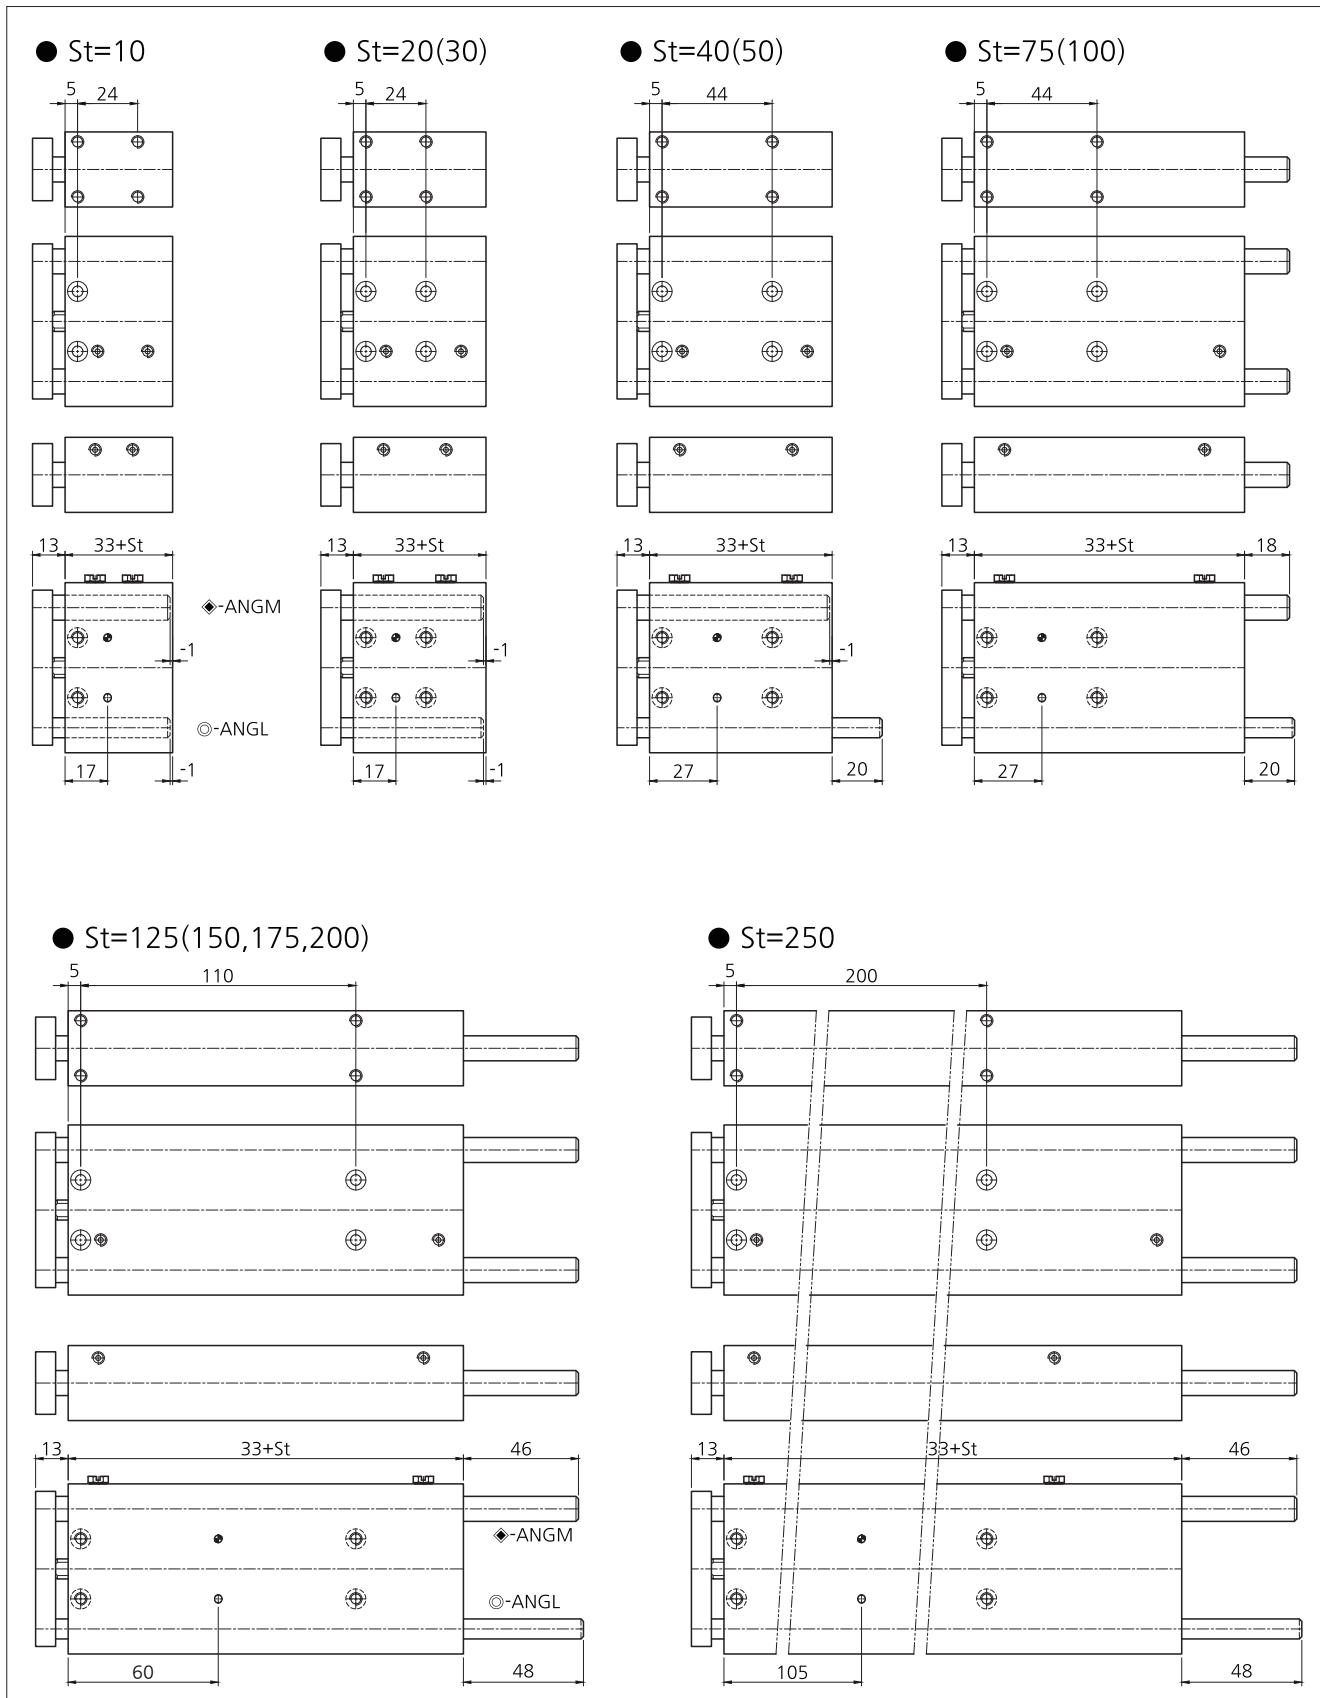 ● St=10
● St=20(30)
● St=40(50)
● St=75(100)
5 24
5 24
5 44
5 44
13 33+St
13 33+St
13 33+St
13 33+St 18
◈-ANGM
-1
-1
-1
◎-ANGL
17 -1
17 -1
27 20
27 20
● St=125(150,175,200)
● St=250
5 110
5 200
13 33+St 46
13 33+St 46
◈-ANGM
◎-ANGL
60 48
105 48